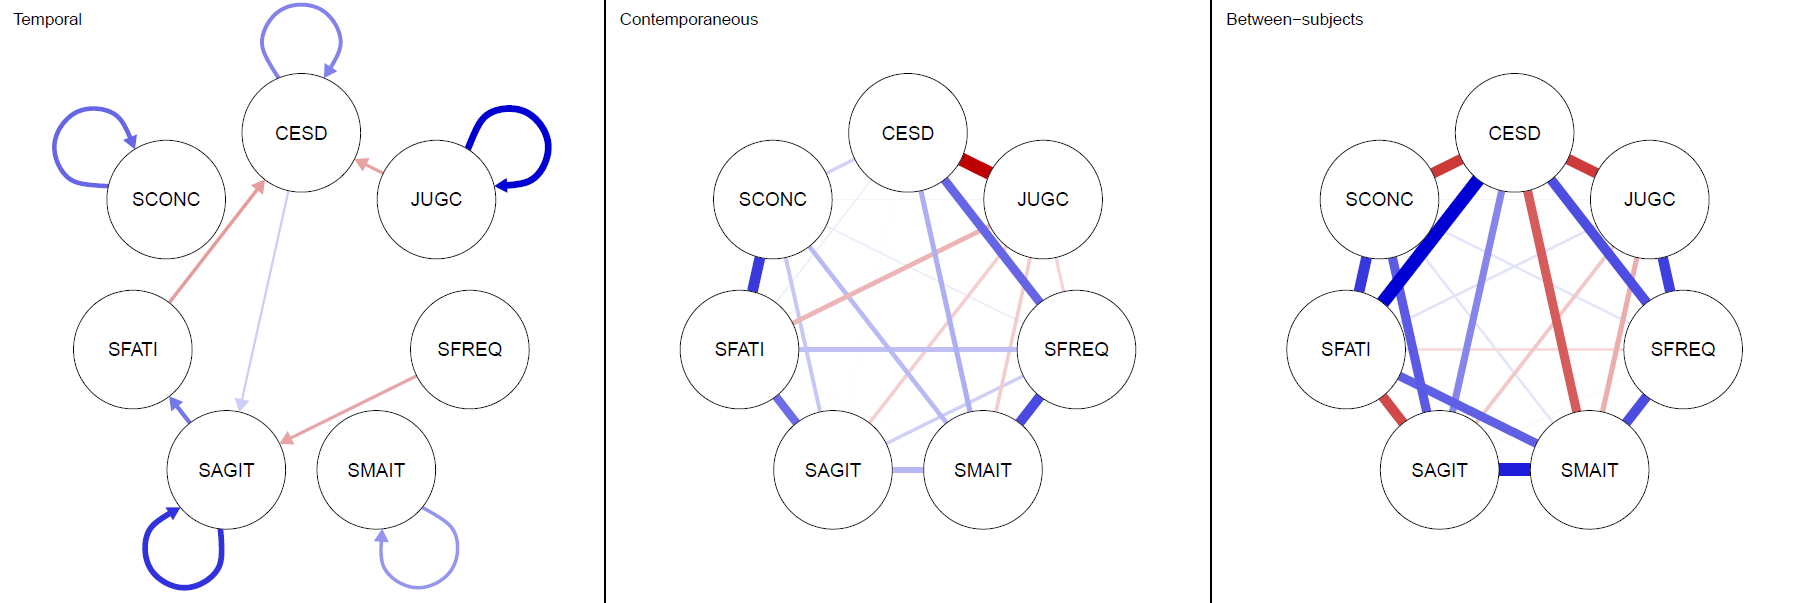 Temporal
CESD
SCONC
JUGC
SFATI
SFREQ
SAGIT
SMAIT
Contemporaneous
CESD
SCONC
JUGC
SFATI
SFREQ
SAGIT
SMAIT
Between−subjects
CESD
SCONC
JUGC
SFATI
SFREQ
SAGIT
SMAIT